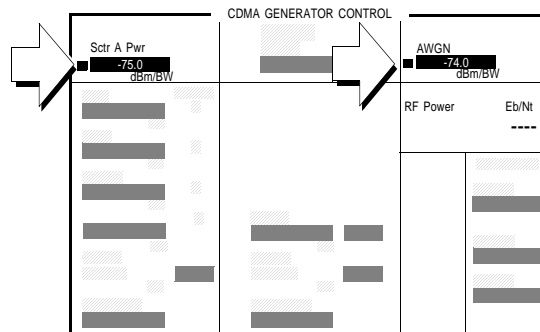 CDMA GENERATOR CONTROL
Sctr A Pwr
-75.0
dBm/BW
AWGN
-74.0
dBm/BW
RF Power Eb/Nt
----